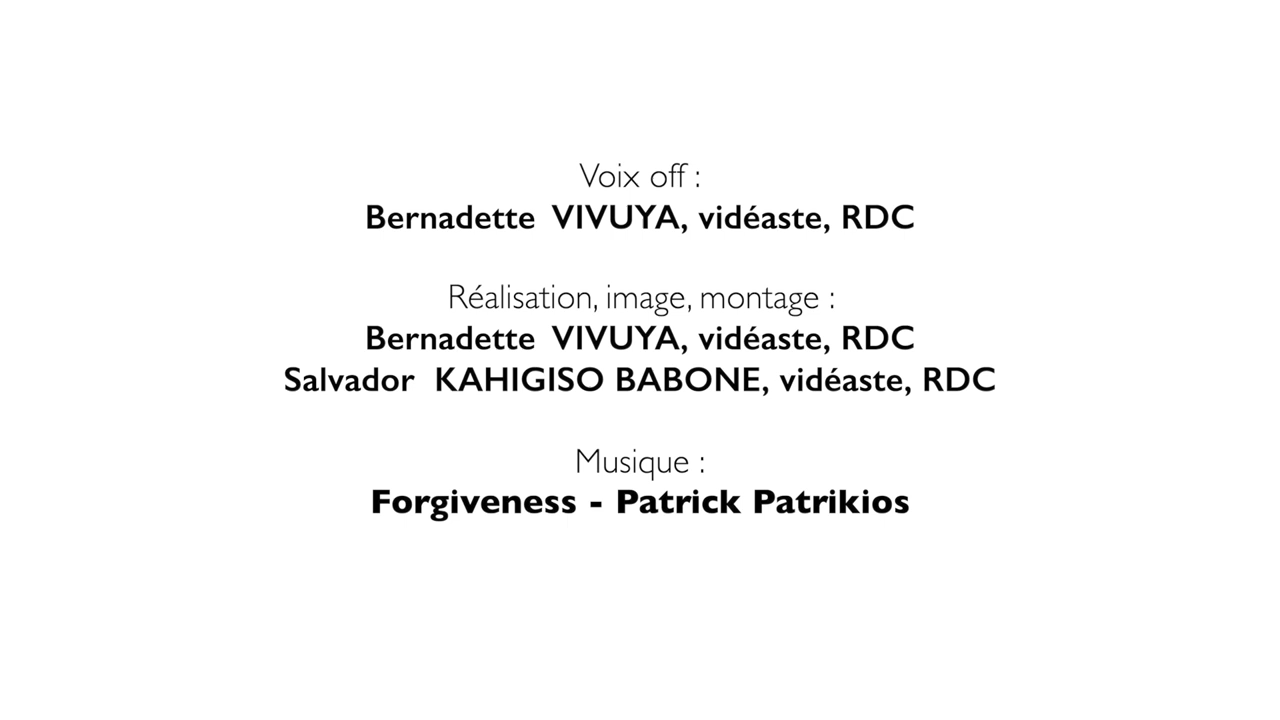 Voix off :
Bernadette VIVUYA, vidéaste, RDC
Réalisation, image, montage :
Bernadette VIVUYA, vidéaste, RDC
Salvador KAHIGISO BABONE, vidéaste, RDC
Musique :
Forgiveness - Patrick Patrikios